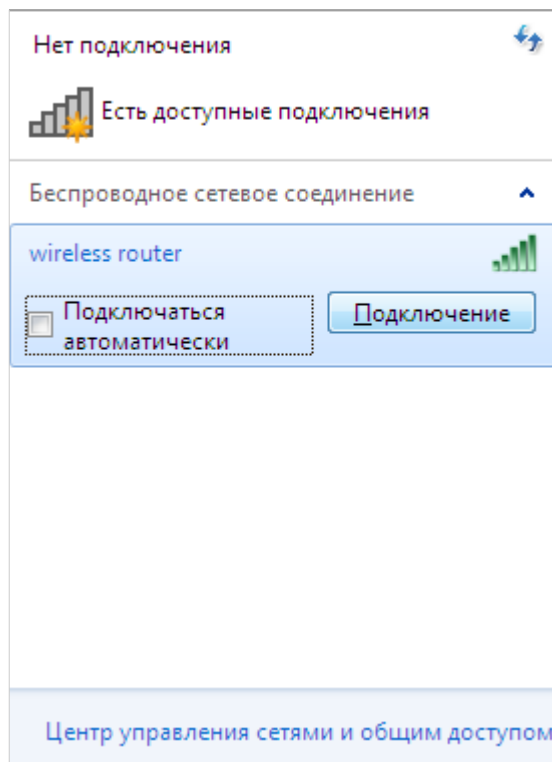 Нет подключения
Есть доступные подключения
Беспроводное сетевое соединение
wireless router
Подключаться
автоматически
Подключение
Центр управления сетями и общим доступом